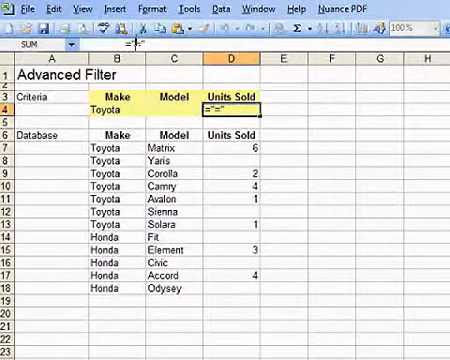 File Edit View Insert Format Tools Data Window Help Nuance PDF
100%
SUM ="="
A B C D E F G H
1 Advanced Filter
2
3 Criteria Make Model Units Sold
4 Toyota ="="
5
6 Database Make Model Units Sold
7 Toyota Matrix 6
8 Toyota Yaris
9 Toyota Corolla 2
10 Toyota Camry 4
11 Toyota Avalon 1
12 Toyota Sienna
13 Toyota Solara 1
14 Honda Fit
15 Honda Element 3
16 Honda Civic
17 Honda Accord 4
18 Honda Odysey
19
20
21
22
23